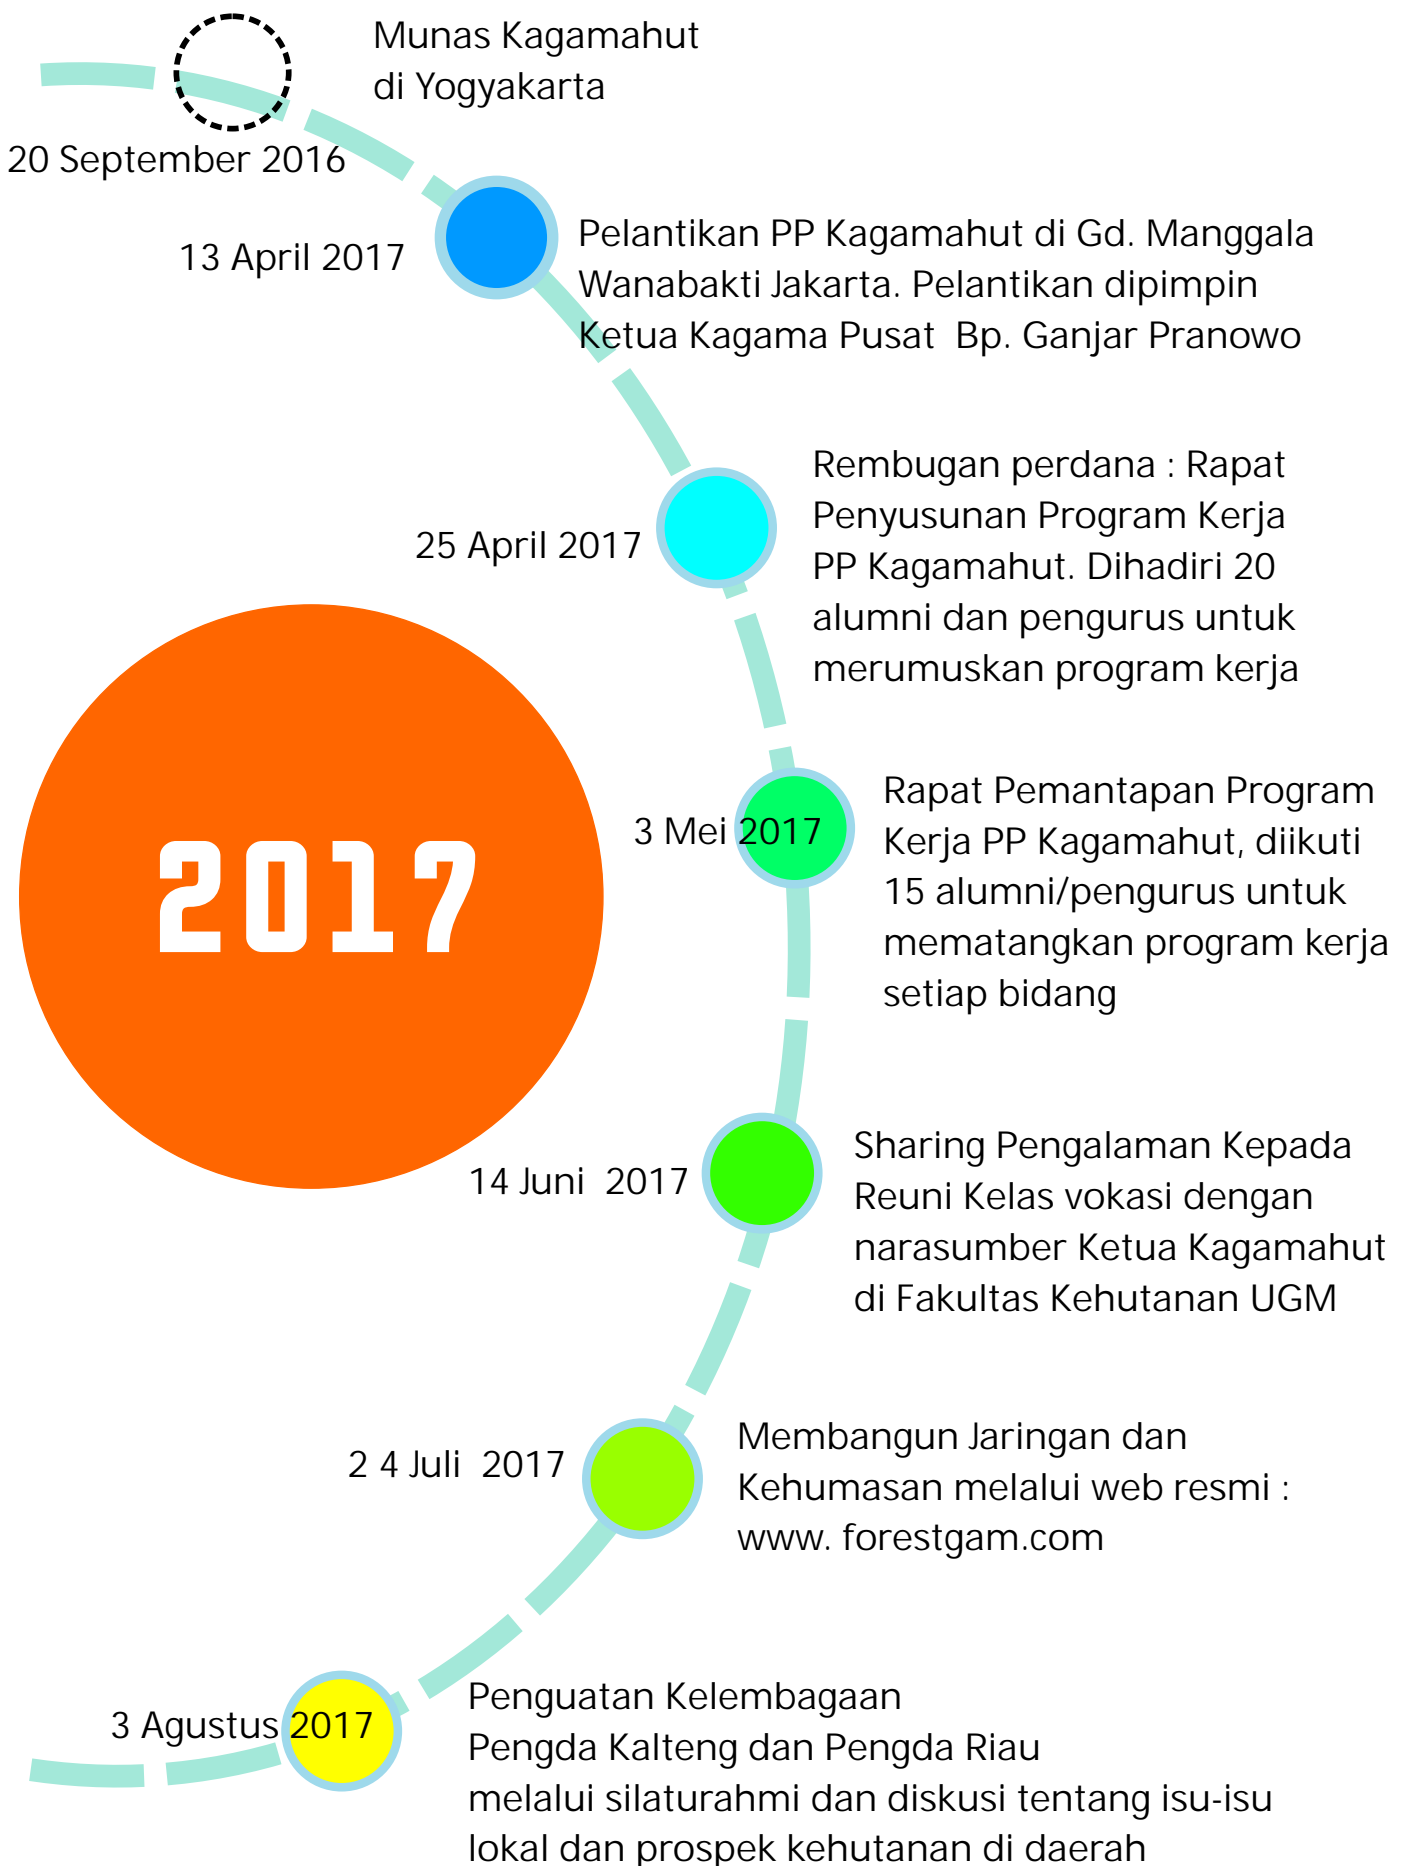 Munas Kagamahut
di Yogyakarta
20 September 2016
13 April 2017
Pelantikan PP Kagamahut di Gd. Manggala
Wanabakti Jakarta. Pelantikan dipimpin
Ketua Kagama Pusat  Bp. Ganjar Pranowo
25 April 2017
Rembugan perdana : Rapat
Penyusunan Program Kerja
PP Kagamahut. Dihadiri 20
alumni dan pengurus untuk
merumuskan program kerja
2017
3 Mei 2017
Rapat Pemantapan Program
Kerja PP Kagamahut, diikuti
15 alumni/pengurus untuk
mematangkan program kerja
setiap bidang
14 Juni  2017
Sharing Pengalaman Kepada
Reuni Kelas vokasi dengan
narasumber Ketua Kagamahut
di Fakultas Kehutanan UGM
2 4 Juli  2017
Membangun Jaringan dan
Kehumasan melalui web resmi :
www. forestgam.com
3 Agustus 2017
Penguatan Kelembagaan
Pengda Kalteng dan Pengda Riau
melalui silaturahmi dan diskusi tentang isu-isu
lokal dan prospek kehutanan di daerah